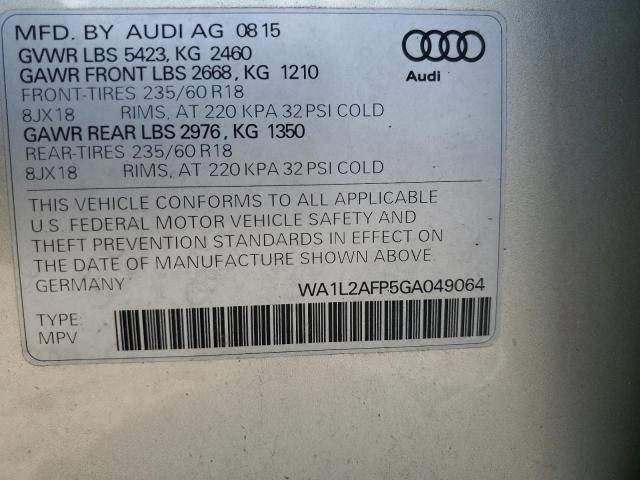 MFD. BY AUDI AG 08 15
GVWR LBS 5423, KG 2460
GAWR FRONT LBS 2668, KG 1210
FRONT-TIRES 235/60 R18
8JX18 RIMS, AT 220 KPA 32 PSI COLD
GAWR REAR LBS 2976, KG 1350
REAR-TIRES 235/60 R18
8JX18 RIMS, AT 220 KPA 32 PSI COLD
Audi
THIS VEHICLE CONFORMS TO ALL APPLICABLE
U.S. FEDERAL MOTOR VEHICLE SAFETY AND
THEFT PREVENTION STANDARDS IN EFFECT ON
THE DATE OF MANUFACTURE SHOWN ABOVE.
GERMANY WA1L2AFP5GA049064
TYPE:
MPV